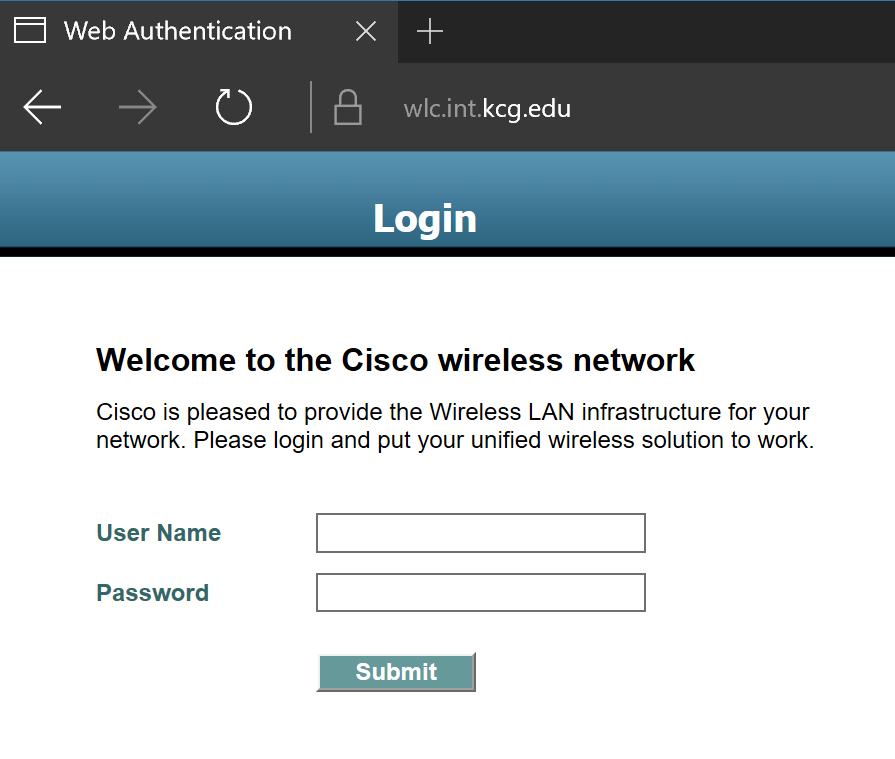 Web Authentication
wlc.int.kcg.edu
Login
Welcome to the Cisco wireless network
Cisco is pleased to provide the Wireless LAN infrastructure for your
network. Please login and put your unified wireless solution to work.
User Name
Password
Submit